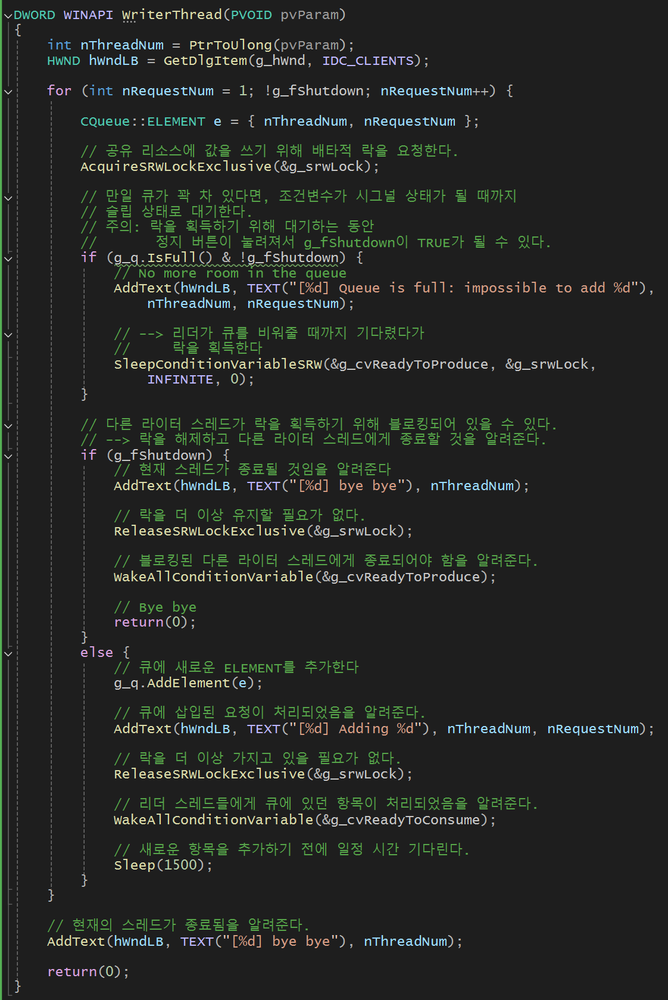 DWORD WINAPI WriterThread(PVOID pvParam)
{
    int nThreadNum = PtrToUlong(pvParam);
    HWND hWndLB = GetDlgItem(g_hWnd, IDC_CLIENTS);

    for (int nRequestNum = 1; !g_fShutdown; nRequestNum++) {

        CQueue::ELEMENT e = { nThreadNum, nRequestNum };

        // 공유 리소스에 값을 쓰기 위해 배타적 락을 요청한다.
        AcquireSRWLockExclusive(&g_srwLock);

        // 만일 큐가 꽉 차 있다면, 조건변수가 시그널 상태가 될 때까지
        // 슬립 상태로 대기한다.
        // 주의: 락을 획득하기 위해 대기하는 동안
        //       정지 버튼이 눌려져서 g_fShutdown이 TRUE가 될 수 있다.
        if (g_q.IsFull() & !g_fShutdown) {
            // No more room in the queue
            AddText(hWndLB, TEXT("[%d] Queue is full: impossible to add %d"),
                nThreadNum, nRequestNum);

            // --> 리더가 큐를 비워줄 때까지 기다렸다가
            //     락을 획득한다
            SleepConditionVariableSRW(&g_cvReadyToProduce, &g_srwLock,
                INFINITE, 0);
        }

        // 다른 라이터 스레드가 락을 획득하기 위해 블로킹되어 있을 수 있다.
        // --> 락을 해제하고 다른 라이터 스레드에게 종료할 것을 알려준다.
        if (g_fShutdown) {
            // 현재 스레드가 종료될 것임을 알려준다
            AddText(hWndLB, TEXT("[%d] bye bye"), nThreadNum);

            // 락을 더 이상 유지할 필요가 없다.
            ReleaseSRWLockExclusive(&g_srwLock);

            // 블로킹된 다른 라이터 스레드에게 종료되어야 함을 알려준다.
            WakeAllConditionVariable(&g_cvReadyToProduce);

            // Bye bye
            return(0);
        }
        else {
            // 큐에 새로운 ELEMENT를 추가한다
            g_q.AddElement(e);

            // 큐에 삽입된 요청이 처리되었음을 알려준다.
            AddText(hWndLB, TEXT("[%d] Adding %d"), nThreadNum, nRequestNum);

            // 락을 더 이상 가지고 있을 필요가 없다.
            ReleaseSRWLockExclusive(&g_srwLock);

            // 리더 스레드들에게 큐에 있던 항목이 처리되었음을 알려준다.
            WakeAllConditionVariable(&g_cvReadyToConsume);

            // 새로운 항목을 추가하기 전에 일정 시간 기다린다.
            Sleep(1500);
        }
    }

    // 현재의 스레드가 종료됨을 알려준다.
    AddText(hWndLB, TEXT("[%d] bye bye"), nThreadNum);

    return(0);
}